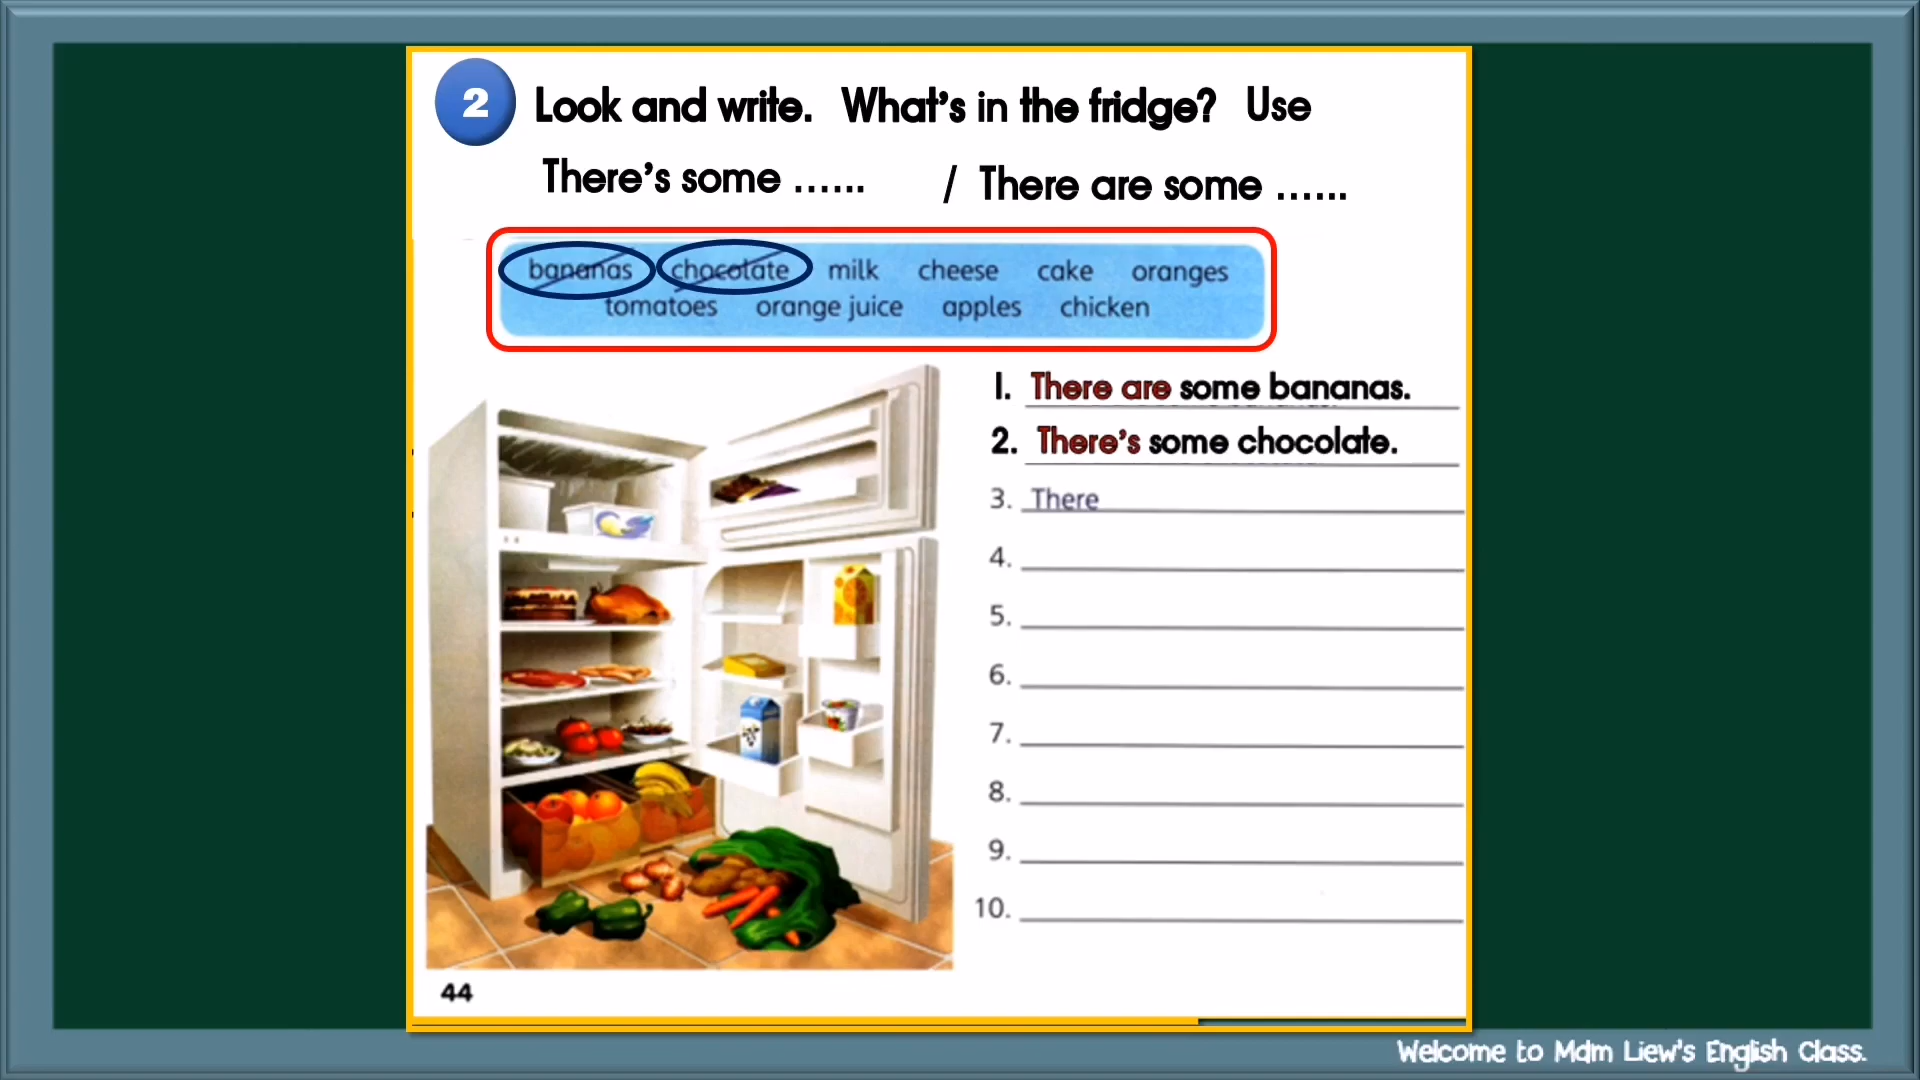 2 Look and write. What's in the fridge? Use
There's some ...... / There are some ......
bananas chocolate milk cheese cake oranges
tomatoes orange juice apples chicken
1. There are some bananas.
2. There's some chocolate.
3. There
4.
5.
6.
7.
8.
9.
10.
44
Welcome to Mdm Liew's English Class.